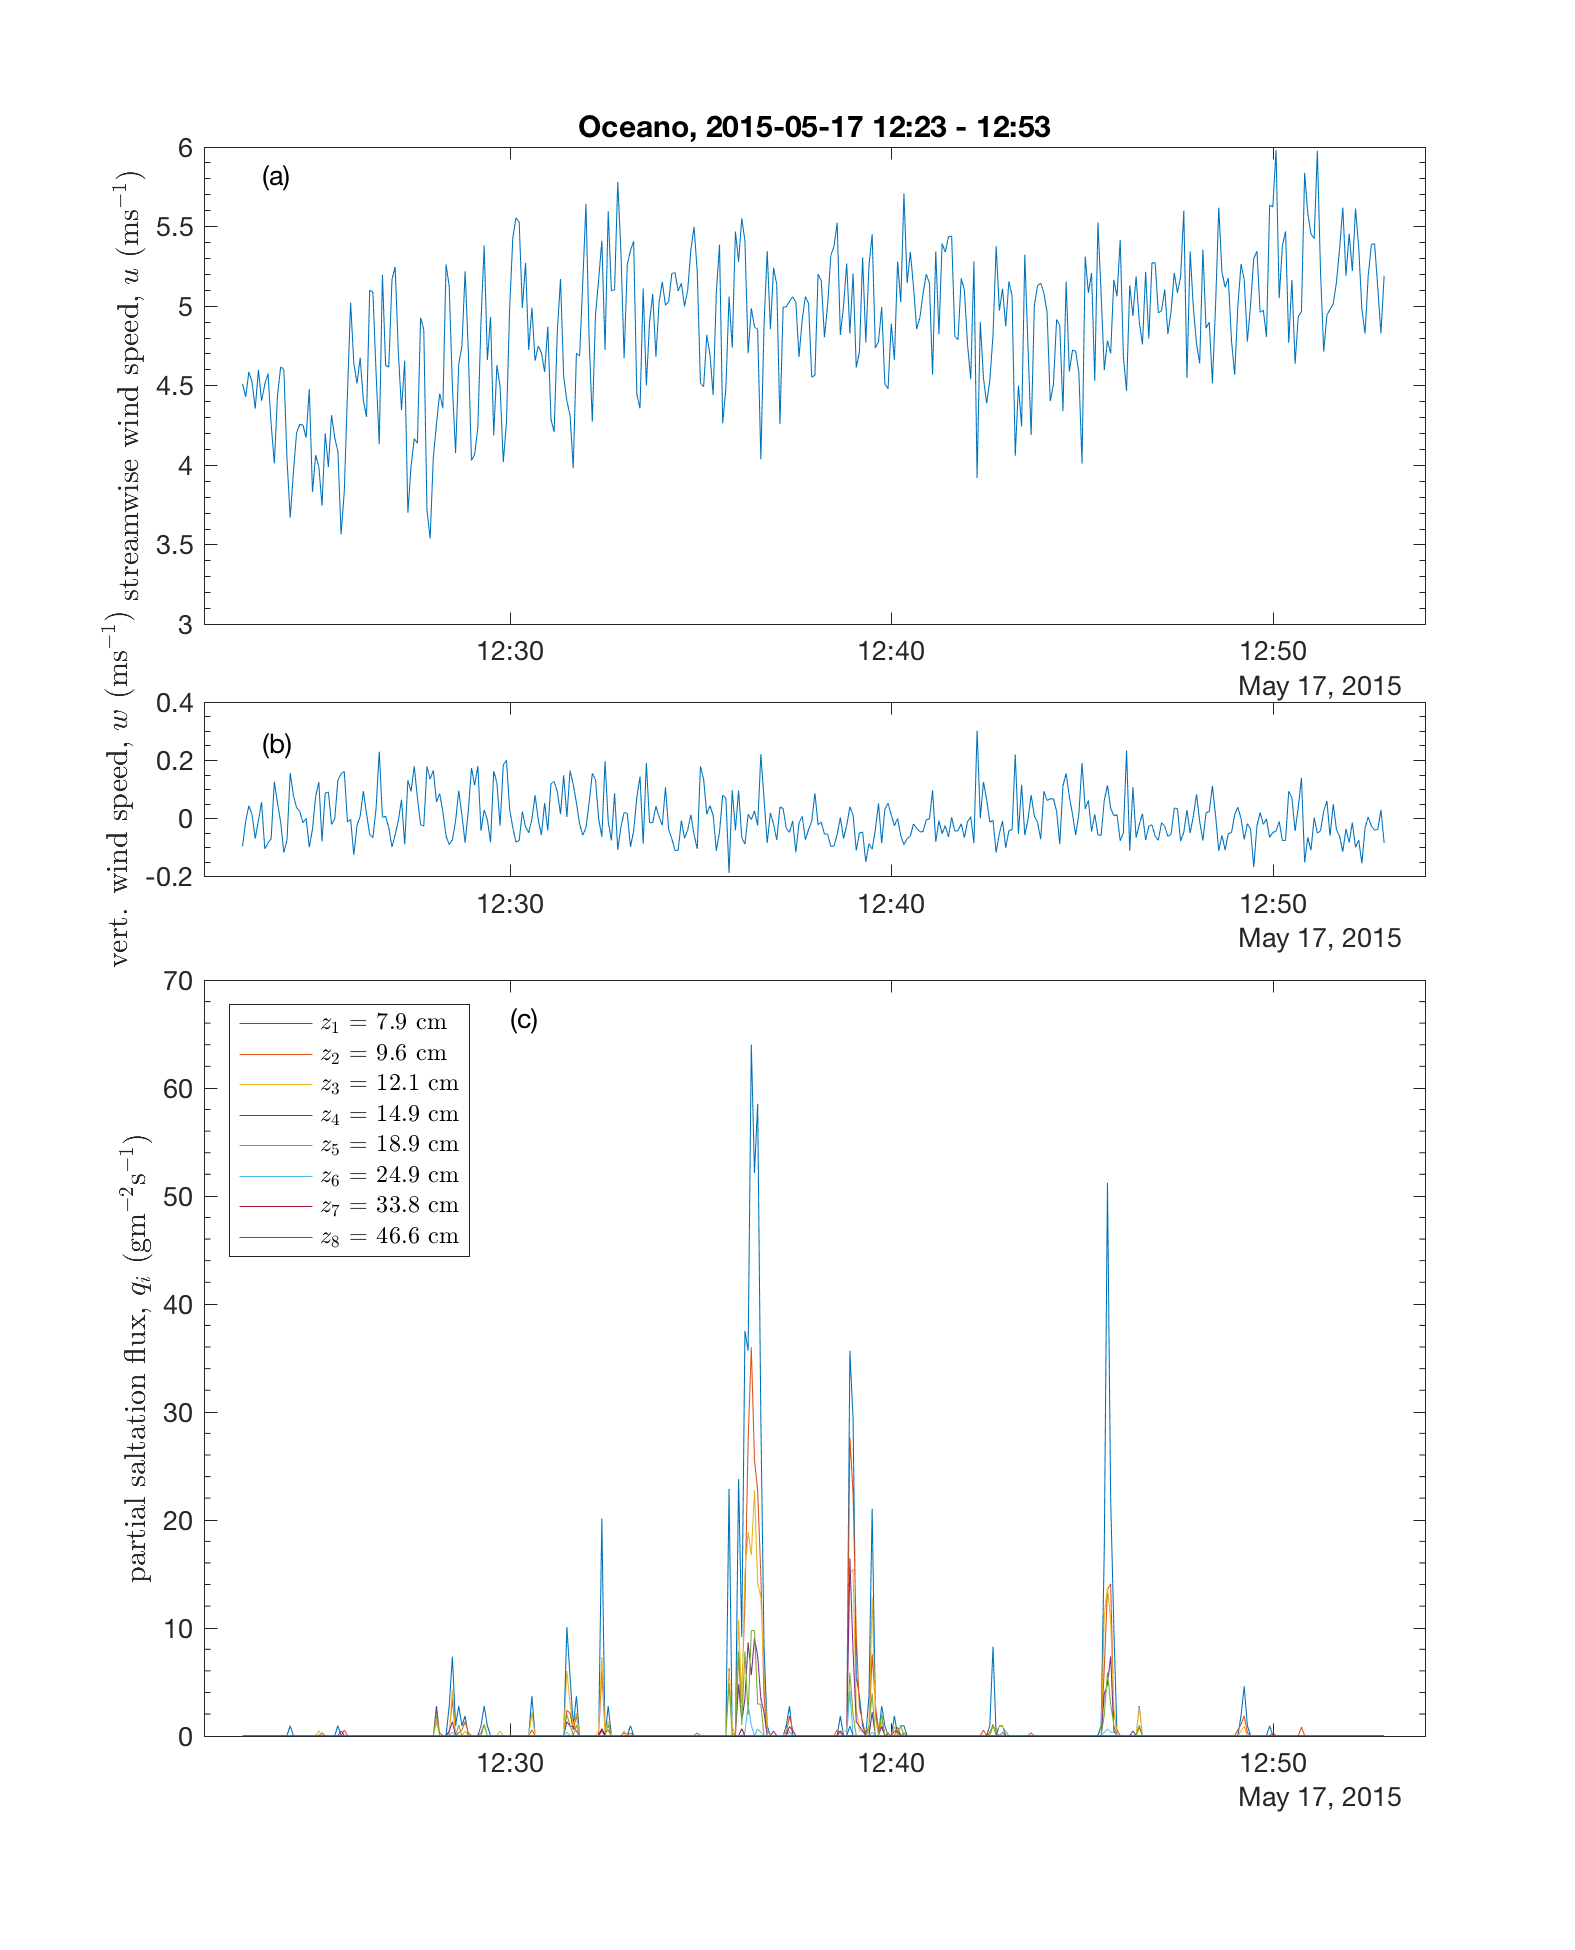 Oceano, 2015-05-17 12:23 - 12:53
(a)
streamwise wind speed, u (ms⁻¹)
6
5.5
5
4.5
4
3.5
3
12:30 12:40 12:50
May 17, 2015
(b)
vert. wind speed, w (ms⁻¹)
0.4
0.2
0
-0.2
12:30 12:40 12:50
May 17, 2015
(c)
partial saltation flux, qᵢ (gm⁻²s⁻¹)
70
60
50
40
30
20
10
0
z₁ = 7.9 cm
z₂ = 9.6 cm
z₃ = 12.1 cm
z₄ = 14.9 cm
z₅ = 18.9 cm
z₆ = 24.9 cm
z₇ = 33.8 cm
z₈ = 46.6 cm
12:30 12:40 12:50
May 17, 2015